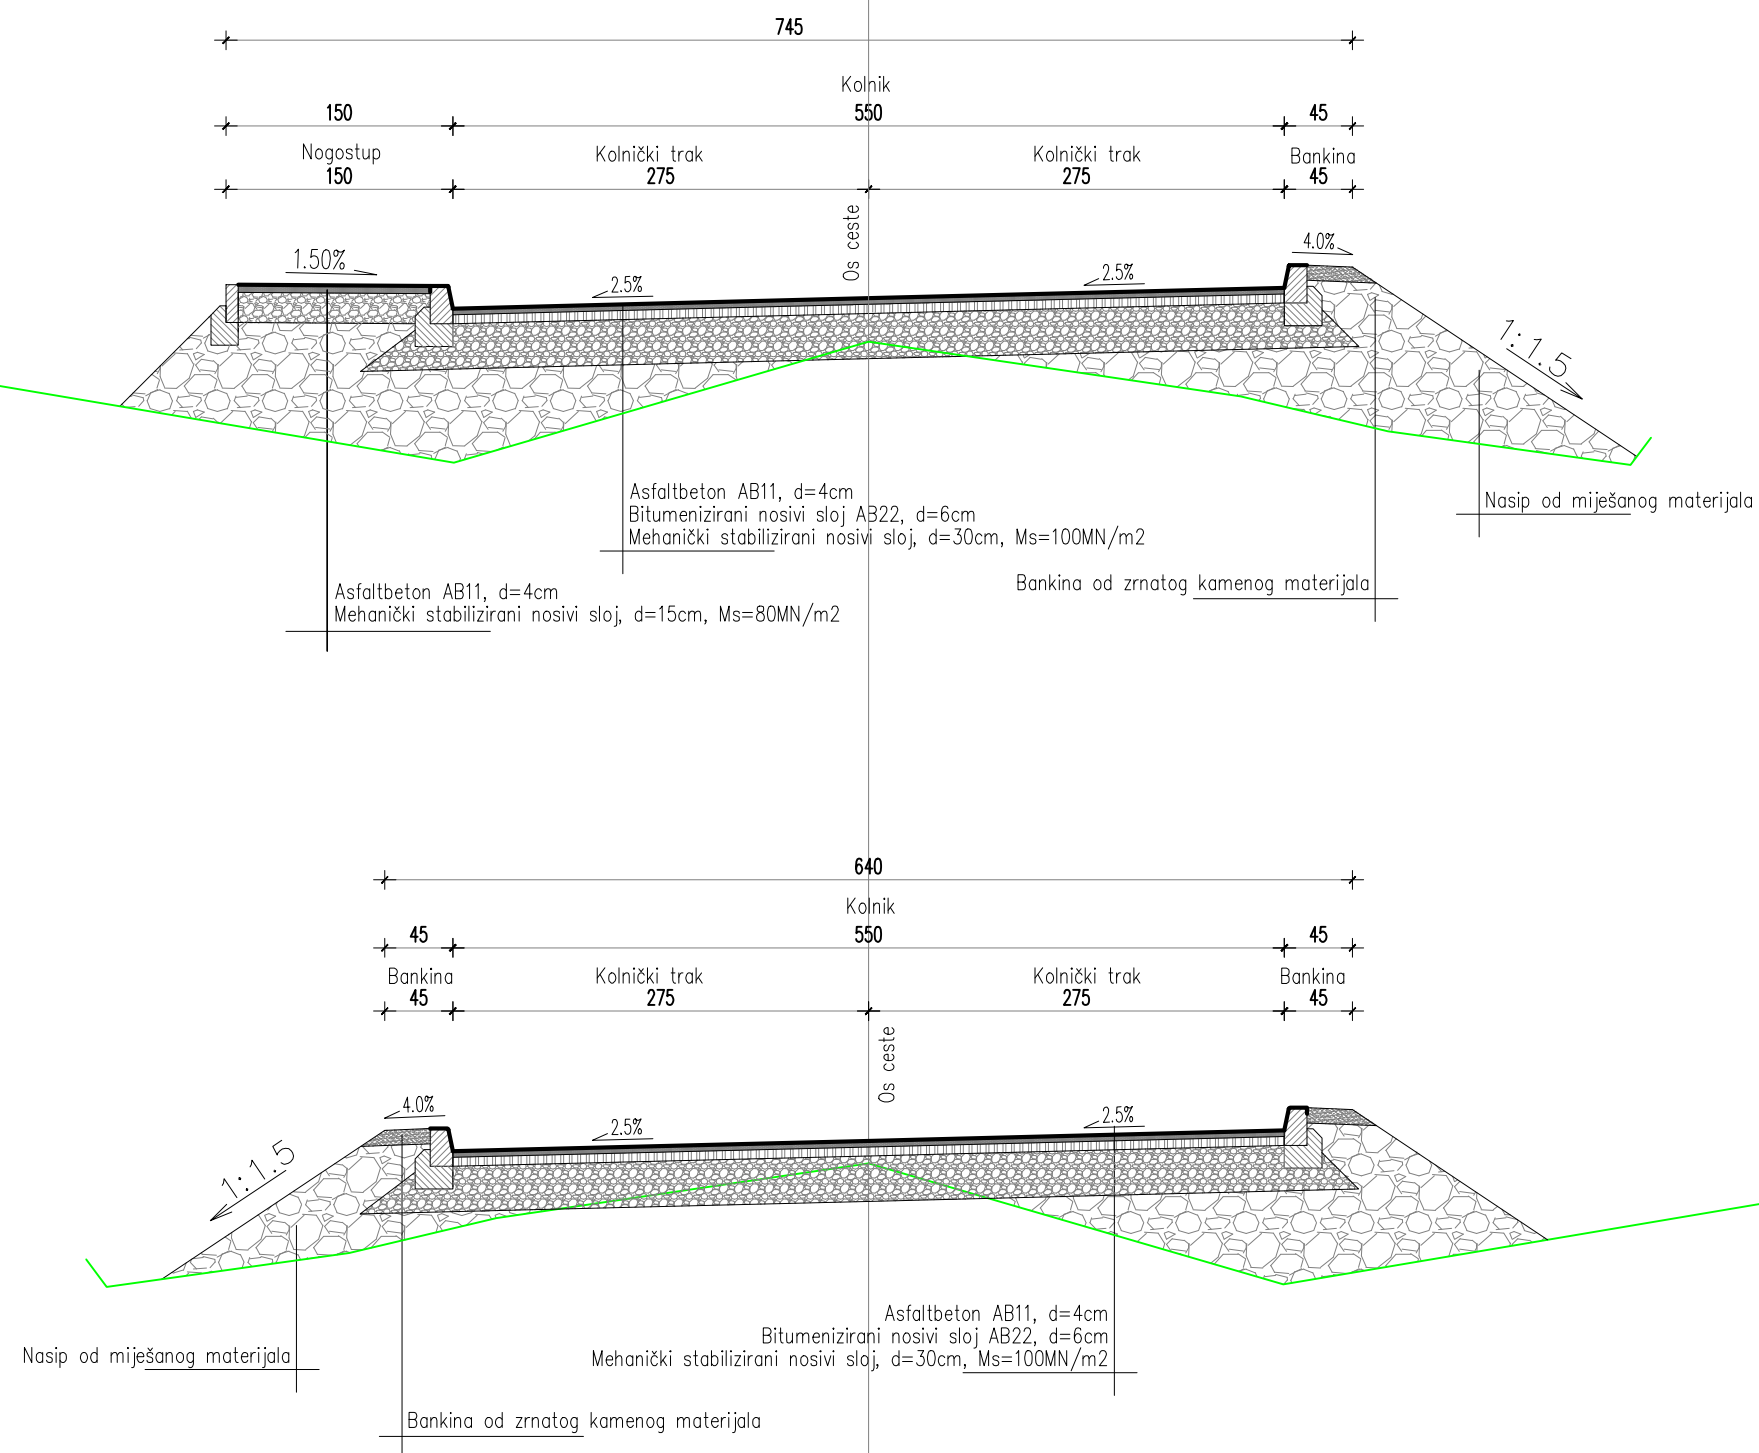 745
Kolnik
150 550 45
Nogostup Kolnički trak Kolnički trak Bankina
150 275 275 45
Os ceste
1.50% 2.5% 2.5% 4.0%
1:1.5
Asfaltbeton AB11, d=4cm
Bitumenizirani nosivi sloj AB22, d=6cm
Mehanički stabilizirani nosivi sloj, d=30cm, Ms=100MN/m2
Nasip od miješanog materijala
Bankina od zrnatog kamenog materijala
Asfaltbeton AB11, d=4cm
Mehanički stabilizirani nosivi sloj, d=15cm, Ms=80MN/m2
640
Kolnik
45 550 45
Bankina Kolnički trak Kolnički trak Bankina
45 275 275 45
Os ceste
4.0% 2.5% 2.5%
1:1.5
Asfaltbeton AB11, d=4cm
Bitumenizirani nosivi sloj AB22, d=6cm
Mehanički stabilizirani nosivi sloj, d=30cm, Ms=100MN/m2
Nasip od miješanog materijala
Bankina od zrnatog kamenog materijala